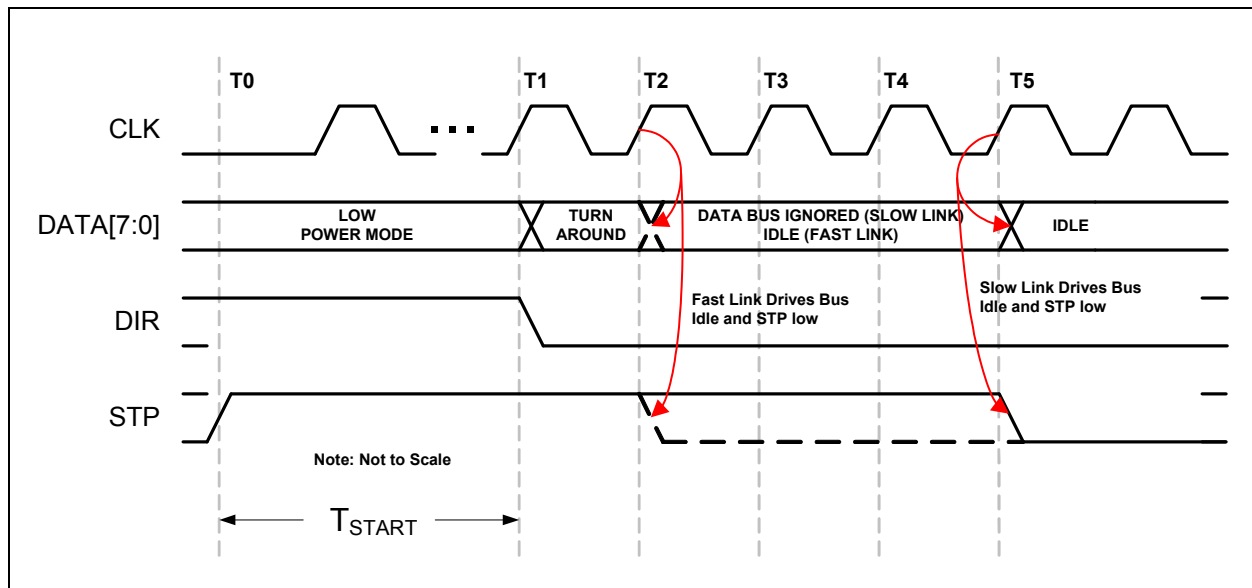 T0 T1 T2 T3 T4 T5
CLK
DATA[7:0]
LOW
POWER MODE
TURN
AROUND
DATA BUS IGNORED (SLOW LINK)
IDLE (FAST LINK)
IDLE
DIR
Fast Link Drives Bus
Idle and STP low
Slow Link Drives Bus
Idle and STP low
STP
Note: Not to Scale
TSTART